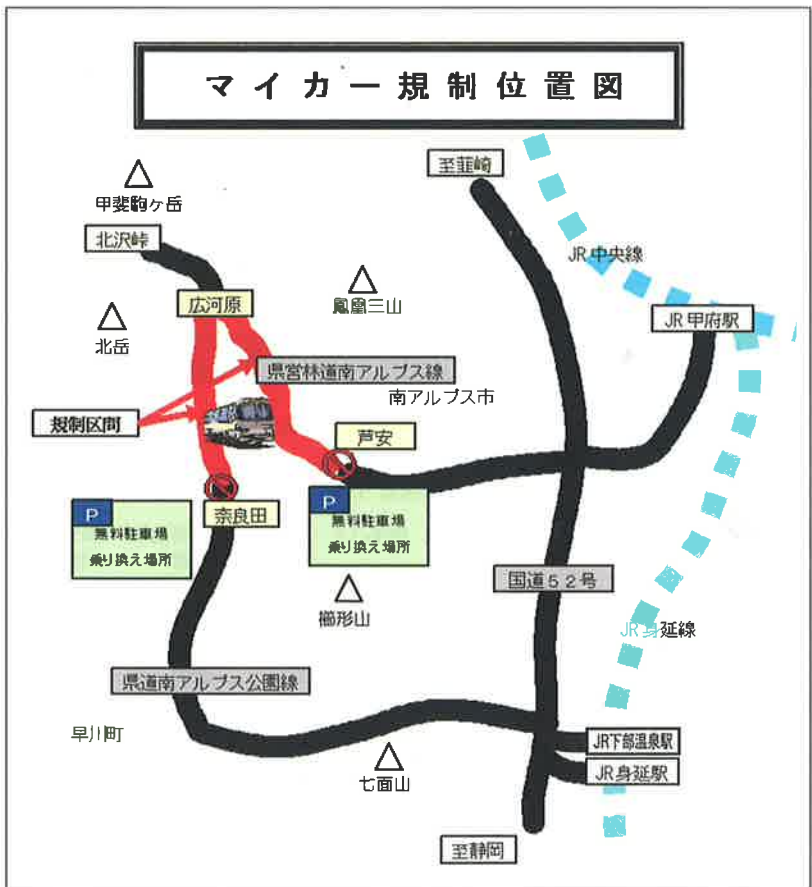 マイカー規制位置図
至韮崎
甲斐駒ヶ岳
北沢峠
JR中央線
広河原
鳳凰三山
JR甲府駅
北岳
県営林道南アルプス線
南アルプス市
規制区間
芦安
P
無料駐車場
乗り換え場所
奈良田
P
無料駐車場
乗り換え場所
国道52号
櫛形山
JR身延線
県道南アルプス公園線
早川町
JR下部温泉駅
七面山
JR身延駅
至静岡